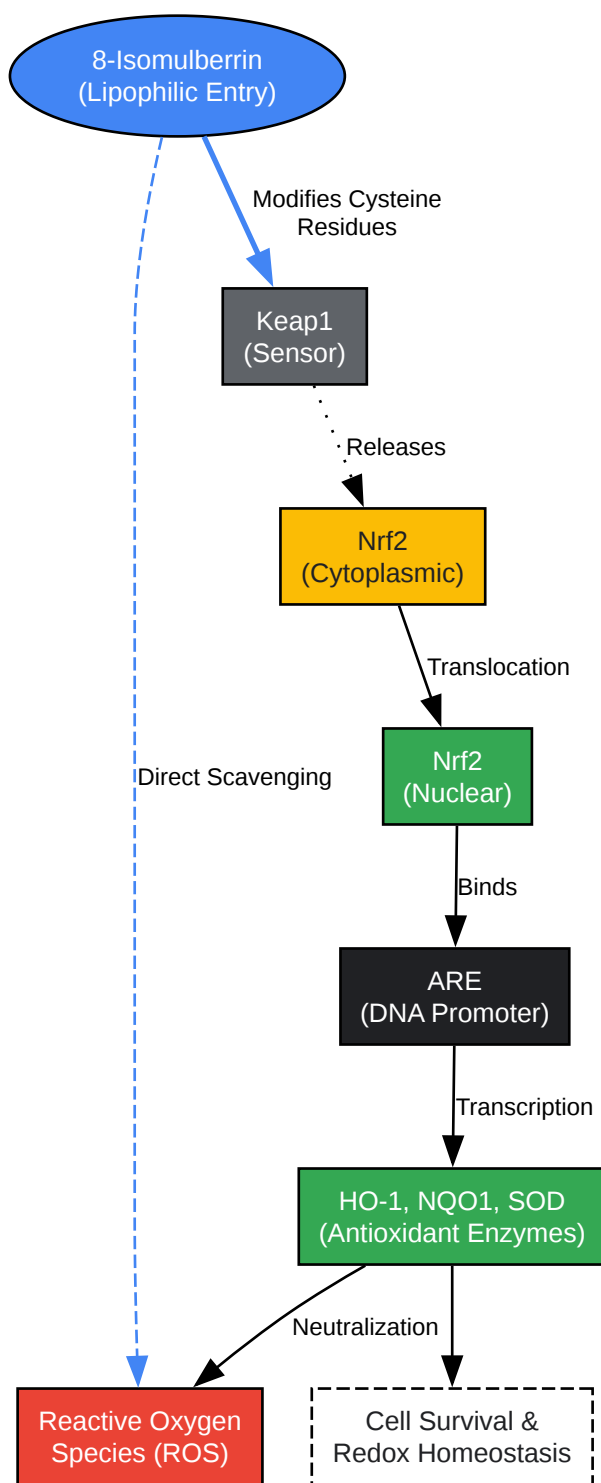 8-Isomulberrin
(Lipophilic Entry)
Modifies Cysteine
Residues
Keap1
(Sensor)
Releases
Nrf2
(Cytoplasmic)
Translocation
Nrf2
(Nuclear)
Direct Scavenging
Binds
ARE
(DNA Promoter)
Transcription
HO-1, NQO1, SOD
(Antioxidant Enzymes)
Neutralization
Reactive Oxygen
Species (ROS)
Cell Survival &
Redox Homeostasis